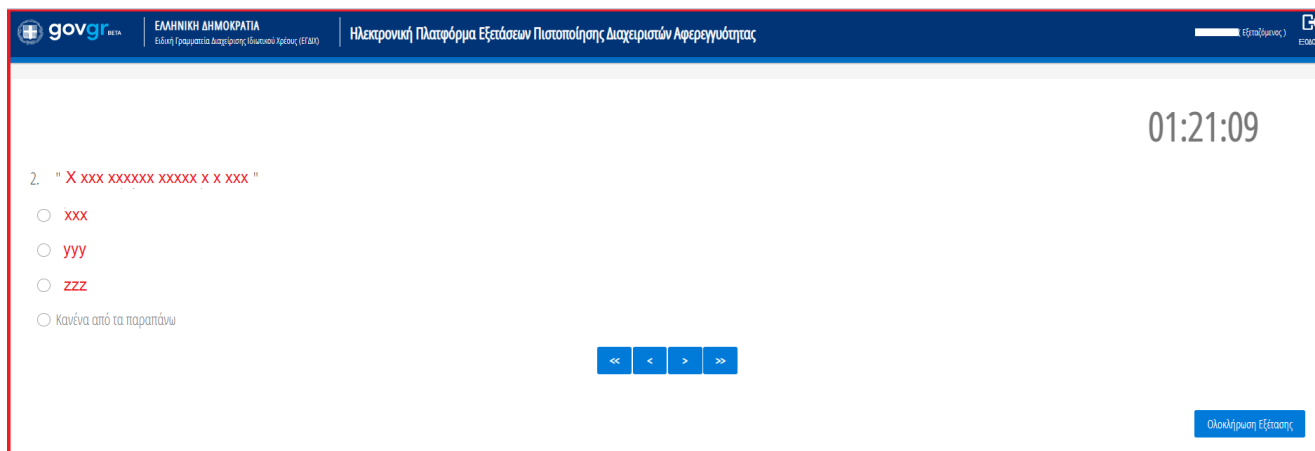 govgr BETA
ΕΛΛΗΝΙΚΗ ΔΗΜΟΚΡΑΤΙΑ
Ειδική Γραμματεία Διαχείρισης Ιδιωτικού Χρέους (ΕΓΔΙΧ)
Ηλεκτρονική Πλατφόρμα Εξετάσεων Πιστοποίησης Διαχειριστών Αφερεγγυότητας
( Εξεταζόμενος )
01:21:09
2. " X xxx xxxxxx xxxxx x x xxx "
xxx
yyy
zzz
Κανένα από τα παραπάνω
<< < > >>
Ολοκλήρωση Εξέτασης